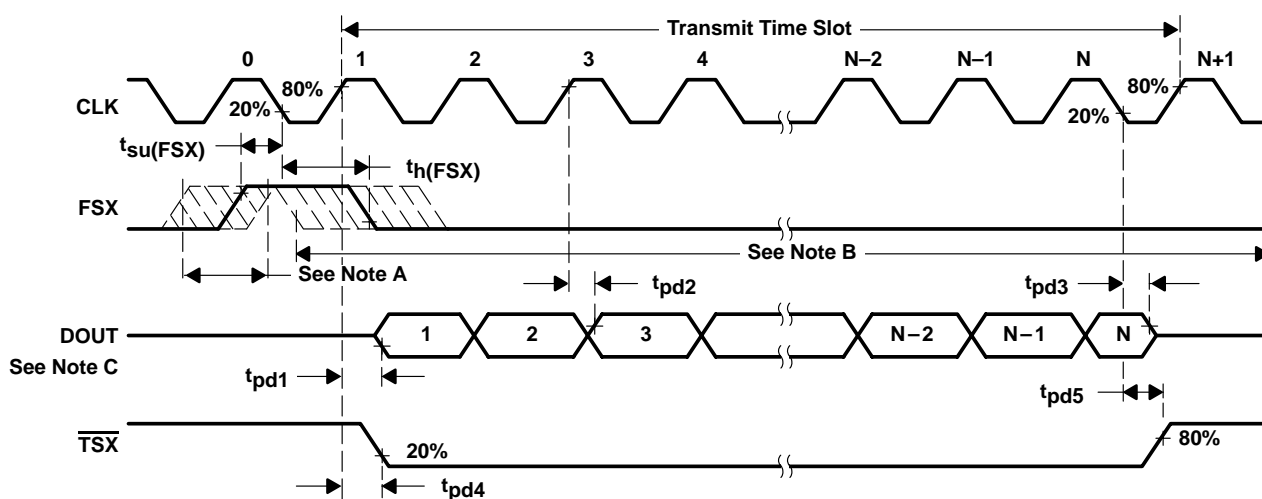 Transmit Time Slot
0 1 2 3 4 N–2 N–1 N N+1
80% 80%
CLK 20% 20%
tsu(FSX)
th(FSX)
FSX
See Note A See Note B
tpd2 tpd3
DOUT 1 2 3 N–2 N–1 N
See Note C
tpd1 tpd5
TSX 20% 80%
tpd4